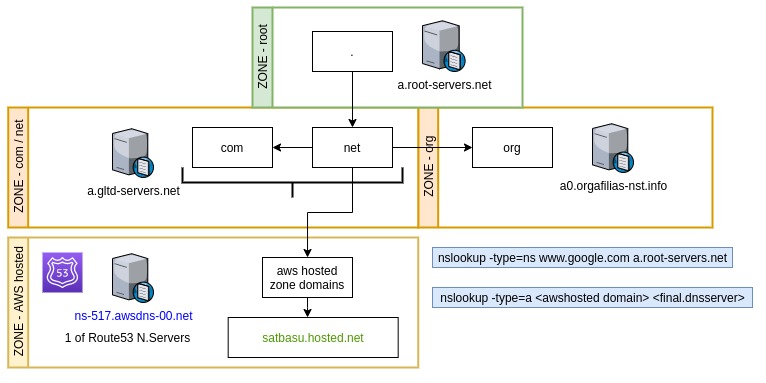 ZONE - root
.
a.root-servers.net
ZONE - com / net
a.gltd-servers.net
com
net
ZONE - org
org
a0.orgafilias-nst.info
ZONE - AWS hosted
53
ns-517.awsdns-00.net
1 of Route53 N.Servers
aws hosted
zone domains
satbasu.hosted.net
nslookup -type=ns www.google.com a.root-servers.net
nslookup -type=a <awshosted domain> <final.dnsserver>